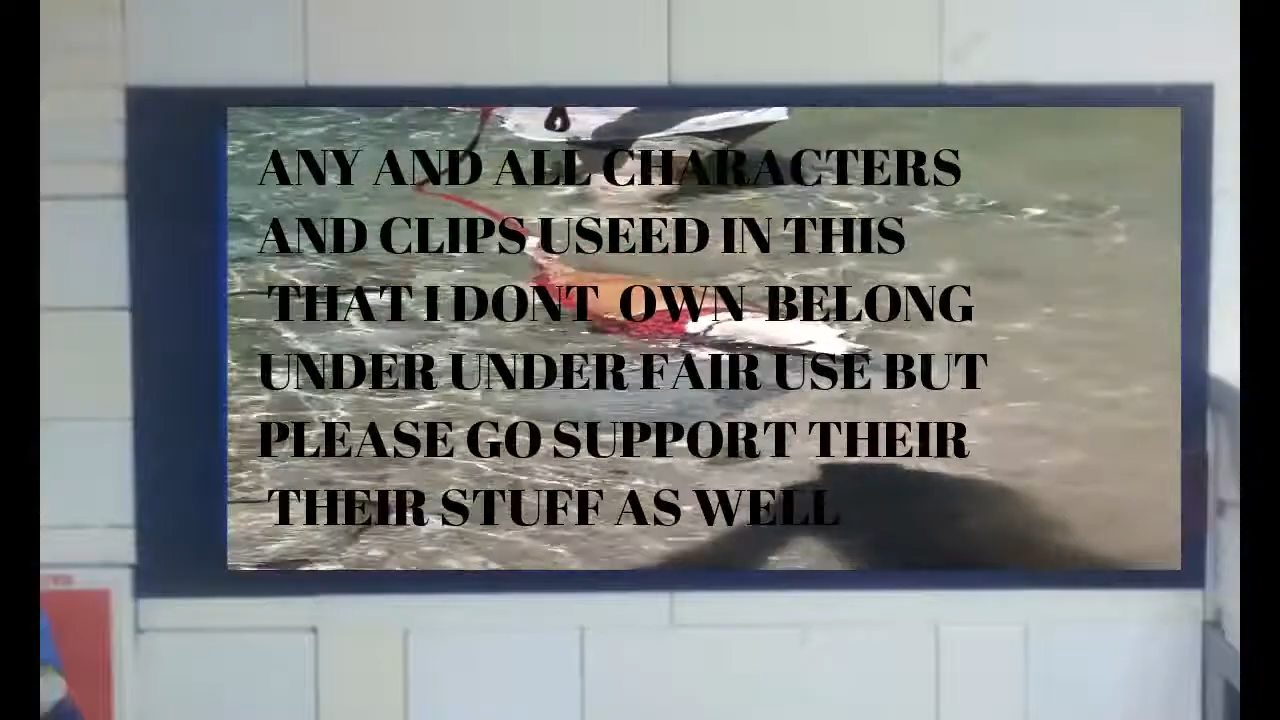 ANY AND ALL CHARACTERS
AND CLIPS USEED IN THIS
THAT I DONT OWN BELONG
UNDER UNDER FAIR USE BUT
PLEASE GO SUPPORT THEIR
THEIR STUFF AS WELL